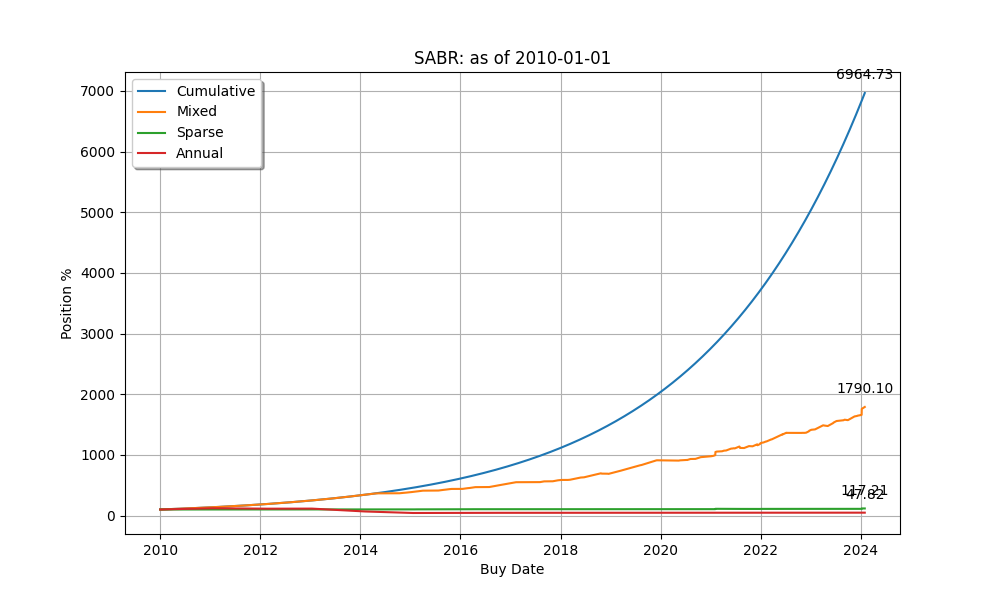 SABR: as of 2010-01-01
6964.73
7000
Cumulative
Mixed
Sparse
Annual
6000
5000
4000
3000
2000
1790.10
1000
117.21
47.82
0
Position %
2010 2012 2014 2016 2018 2020 2022 2024
Buy Date